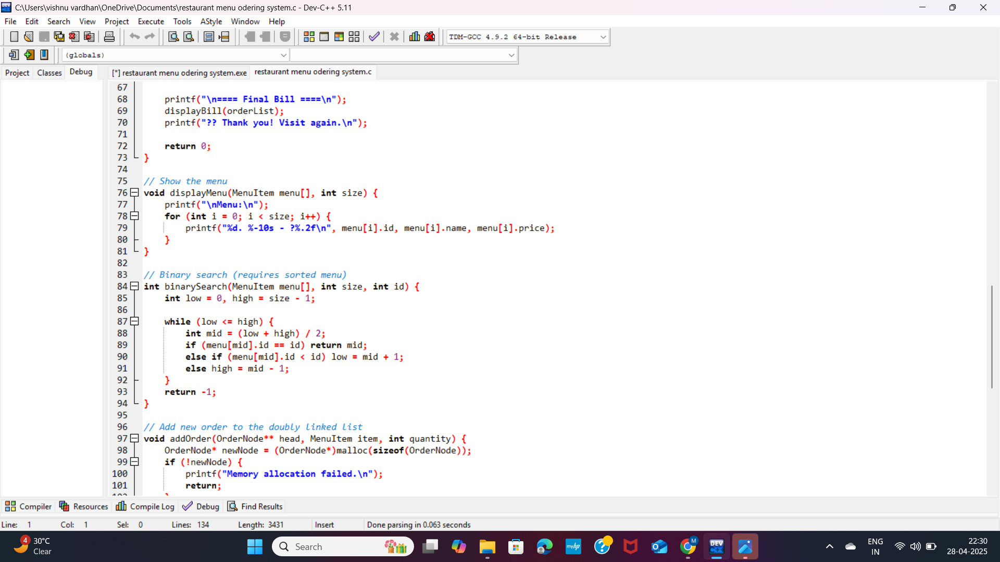 C:\Users\vishnu vardhan\OneDrive\Documents\restaurant menu odering system.c - Dev-C++ 5.11
File Edit Search View Project Execute Tools AStyle Window Help
TDM-GCC 4.9.2 64-bit Release
(globals)
Project Classes Debug [*] restaurant menu odering system.exe restaurant menu odering system.c
67
68 printf("\n==== Final Bill ====\n");
69 displayBill(orderList);
70 printf("?? Thank you! Visit again.\n");
71
72 return 0;
73 }
74
75 // Show the menu
76 void displayMenu(MenuItem menu[], int size) {
77 printf("\nMenu:\n");
78 for (int i = 0; i < size; i++) {
79 printf("%d. %-10s - ?%.2f\n", menu[i].id, menu[i].name, menu[i].price);
80 }
81 }
82
83 // Binary search (requires sorted menu)
84 int binarySearch(MenuItem menu[], int size, int id) {
85 int low = 0, high = size - 1;
86
87 while (low <= high) {
88 int mid = (low + high) / 2;
89 if (menu[mid].id == id) return mid;
90 else if (menu[mid].id < id) low = mid + 1;
91 else high = mid - 1;
92 }
93 return -1;
94 }
95
96 // Add new order to the doubly linked list
97 void addOrder(OrderNode** head, MenuItem item, int quantity) {
98 OrderNode* newNode = (OrderNode*)malloc(sizeof(OrderNode));
99 if (!newNode) {
100 printf("Memory allocation failed.\n");
101 return;
Compiler Resources Compile Log Debug Find Results
Line: 1 Col: 1 Sel: 0 Lines: 134 Length: 3431 Insert Done parsing in 0.063 seconds
4 30°C
Clear
Search
myhp
M
DEV C++
ENG
IN
22:30
28-04-2025